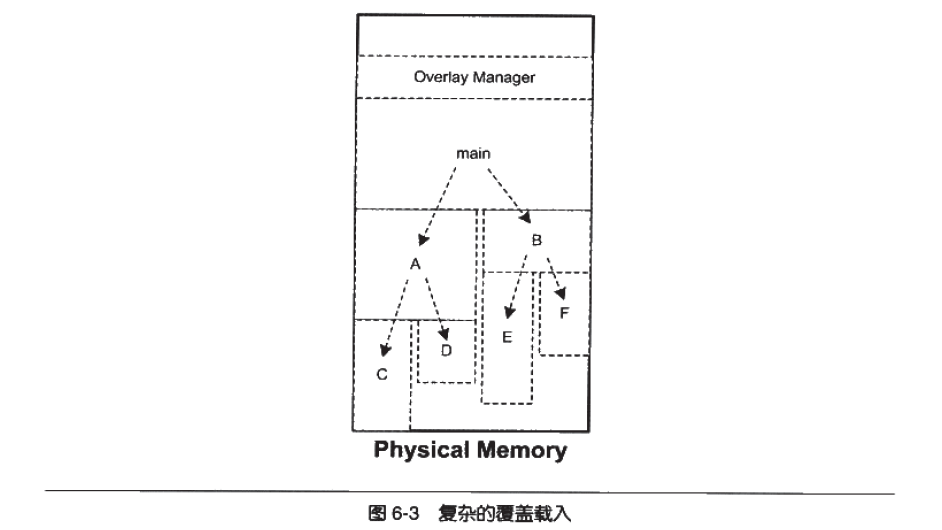 Overlay Manager
main
A
B
C
D
E
F
Physical Memory
图 6-3 复杂的覆盖载入